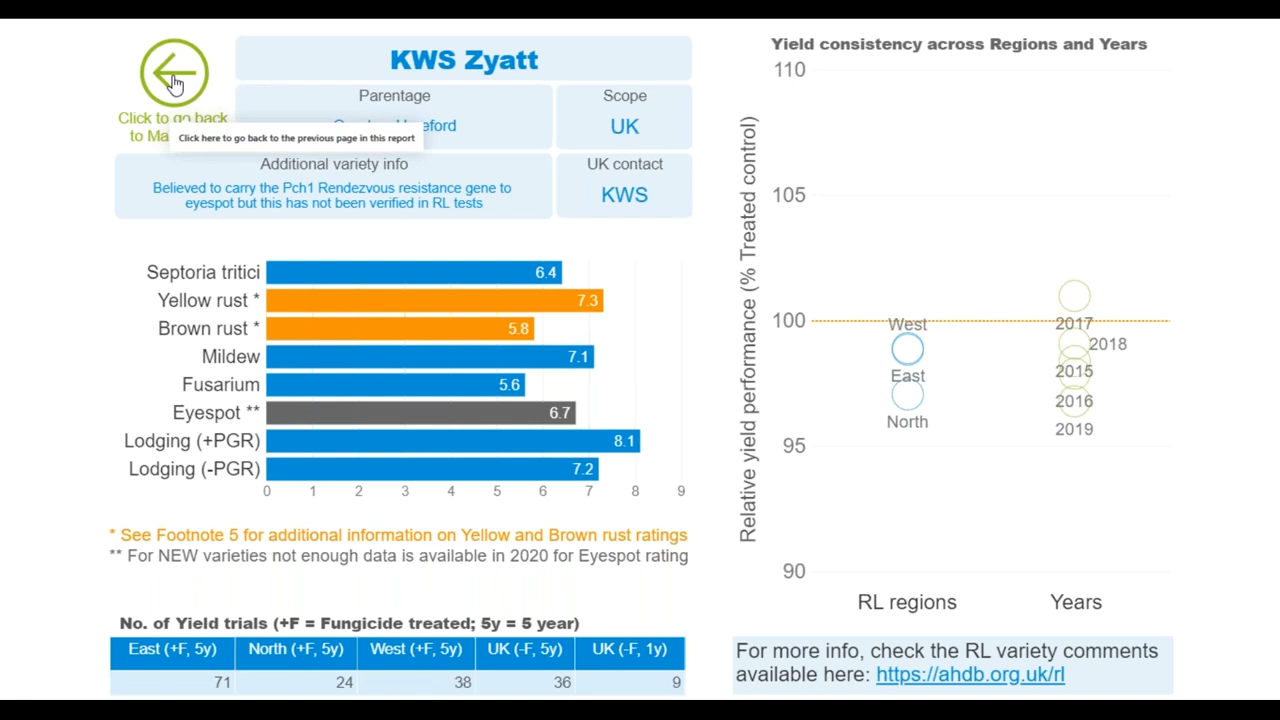 KWS Zyatt
Click to go back
to Ma
Click here to go back to the previous page in this report
Parentage
Scope
UK
Additional variety info
Believed to carry the Pch1 Rendezvous resistance gene to
eyespot but this has not been verified in RL tests
UK contact
KWS
Septoria tritici 6.4
Yellow rust * 7.3
Brown rust * 5.8
Mildew 7.1
Fusarium 5.6
Eyespot ** 6.7
Lodging (+PGR) 8.1
Lodging (-PGR) 7.2
0 1 2 3 4 5 6 7 8 9
* See Footnote 5 for additional information on Yellow and Brown rust ratings
** For NEW varieties not enough data is available in 2020 for Eyespot rating
No. of Yield trials (+F = Fungicide treated; 5y = 5 year)
East (+F, 5y) North (+F, 5y) West (+F, 5y) UK (-F, 5y) UK (-F, 1y)
71 24 38 36 9
Yield consistency across Regions and Years
Relative yield performance (% Treated control)
110
105
100
95
90
West
East
North
2017
2018
2015
2016
2019
RL regions Years
For more info, check the RL variety comments
available here: https://ahdb.org.uk/rl